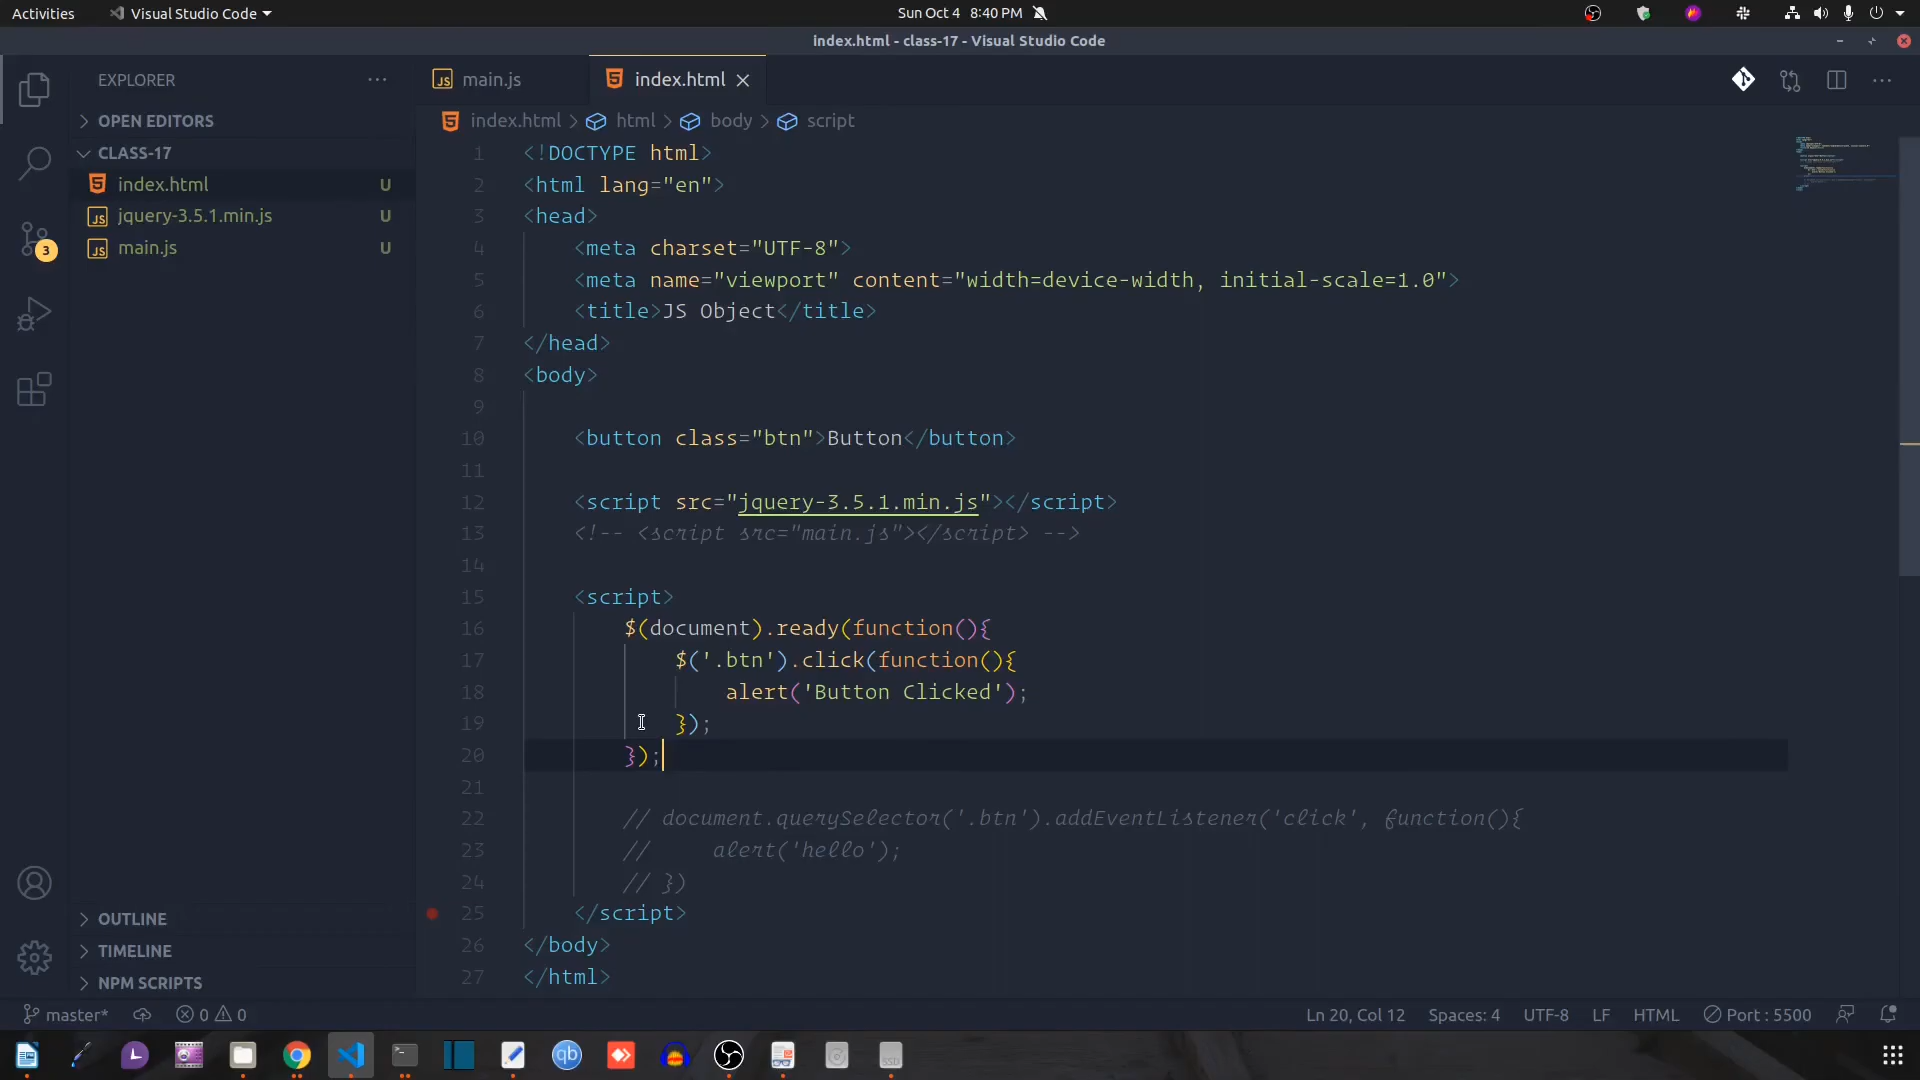 Activities
Visual Studio Code
Sun Oct 4 8:40 PM
index.html - class-17 - Visual Studio Code
EXPLORER
main.js
index.html
OPEN EDITORS
index.html > html > body > script
CLASS-17
index.html U
jquery-3.5.1.min.js U
main.js U
3
1 <!DOCTYPE html>
2 <html lang="en">
3 <head>
4 <meta charset="UTF-8">
5 <meta name="viewport" content="width=device-width, initial-scale=1.0">
6 <title>JS Object</title>
7 </head>
8 <body>
9
10 <button class="btn">Button</button>
11
12 <script src="jquery-3.5.1.min.js"></script>
13 <!-- <script src="main.js"></script> -->
14
15 <script>
16 $(document).ready(function(){
17 $('.btn').click(function(){
18 alert('Button Clicked');
19 });
20 });
21
22 // document.querySelector('.btn').addEventListener('click', function(){
23 // alert('hello');
24 // })
25 </script>
26 </body>
27 </html>
OUTLINE
TIMELINE
NPM SCRIPTS
master* 0 0
Ln 20, Col 12 Spaces: 4 UTF-8 LF HTML Port : 5500
qb